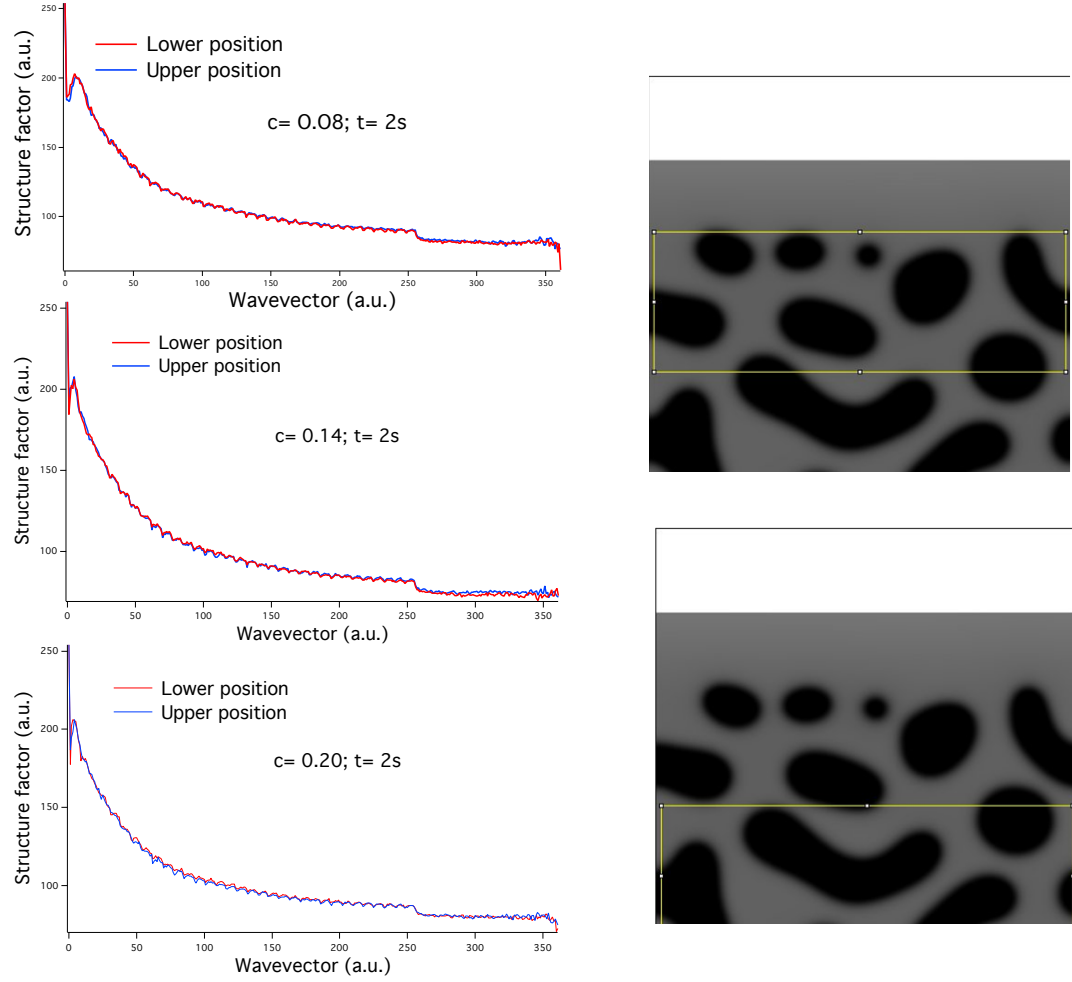 Structure factor (a.u.)
250
200
150
100
Lower position
Upper position
c= 0.08; t= 2s
0
50
100
150
200
250
300
350
Wavevector (a.u.)
Structure factor (a.u.)
250
200
150
100
Lower position
Upper position
c= 0.14; t= 2s
0
50
100
150
200
250
300
350
Wavevector (a.u.)
Structure factor (a.u.)
250
200
150
100
Lower position
Upper position
c= 0.20; t= 2s
0
50
100
150
200
250
300
350
Wavevector (a.u.)